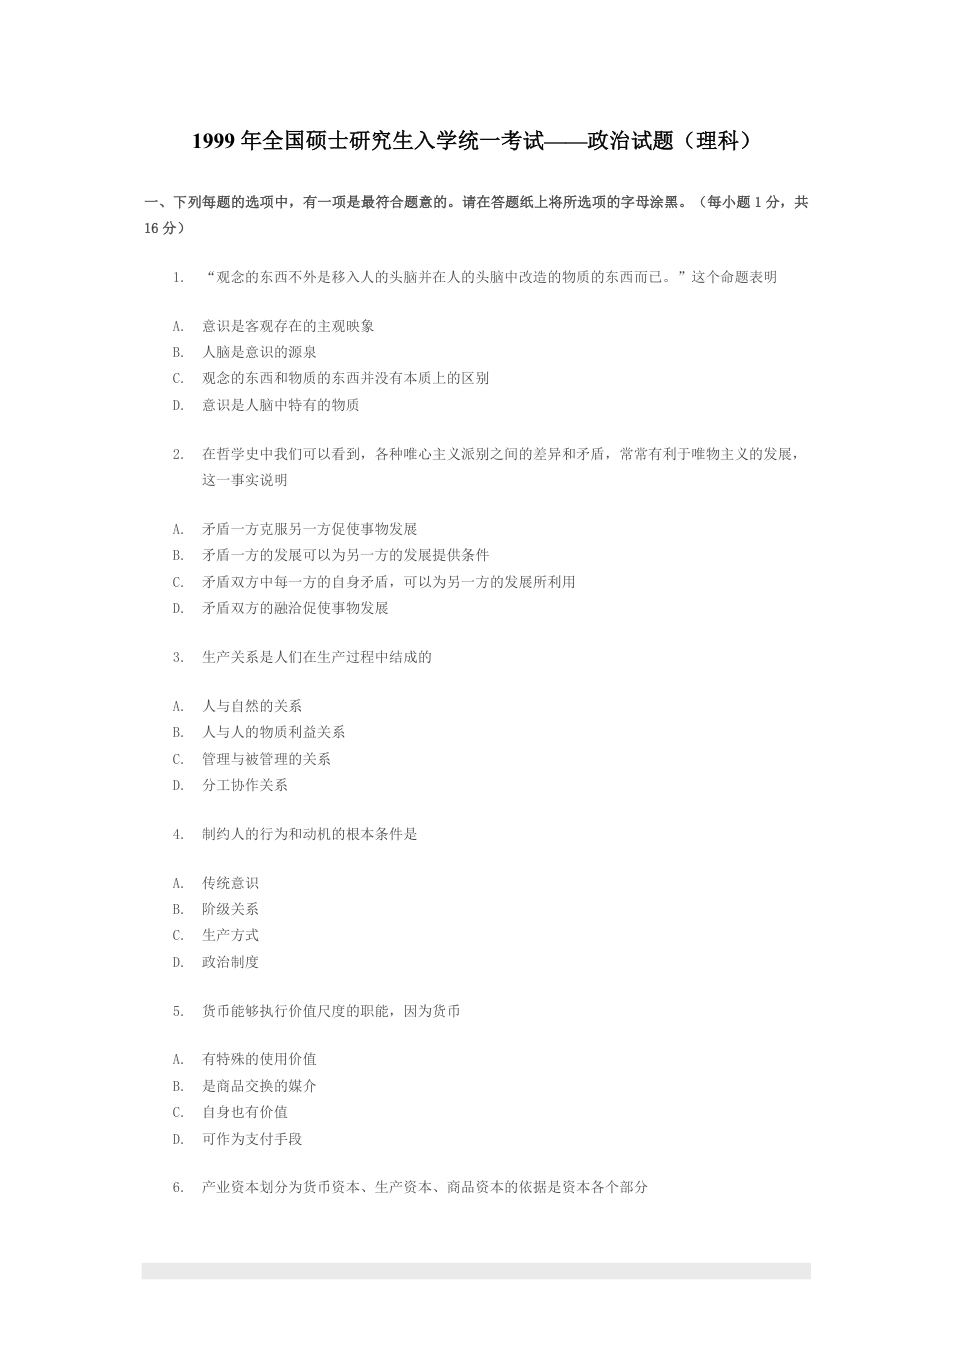 1999 年全国硕士研究生入学统一考试——政治试题（理科）
一、下列每题的选项中，有一项是最符合题意的。请在答题纸上将所选项的字母涂黑。（每小题 1 分，共
16 分）
1. “观念的东西不外是移入人的头脑并在人的头脑中改造的物质的东西而已。”这个命题表明
A. 意识是客观存在的主观映象
B. 人脑是意识的源泉
C. 观念的东西和物质的东西并没有本质上的区别
D. 意识是人脑中特有的物质
2. 在哲学史中我们可以看到，各种唯心主义派别之间的差异和矛盾，常常有利于唯物主义的发展，
这一事实说明
A. 矛盾一方克服另一方促使事物发展
B. 矛盾一方的发展可以为另一方的发展提供条件
C. 矛盾双方中每一方的自身矛盾，可以为另一方的发展所利用
D. 矛盾双方的融洽促使事物发展
3. 生产关系是人们在生产过程中结成的
A. 人与自然的关系
B. 人与人的物质利益关系
C. 管理与被管理的关系
D. 分工协作关系
4. 制约人的行为和动机的根本条件是
A. 传统意识
B. 阶级关系
C. 生产方式
D. 政治制度
5. 货币能够执行价值尺度的职能，因为货币
A. 有特殊的使用价值
B. 是商品交换的媒介
C. 自身也有价值
D. 可作为支付手段
6. 产业资本划分为货币资本、生产资本、商品资本的依据是资本各个部分